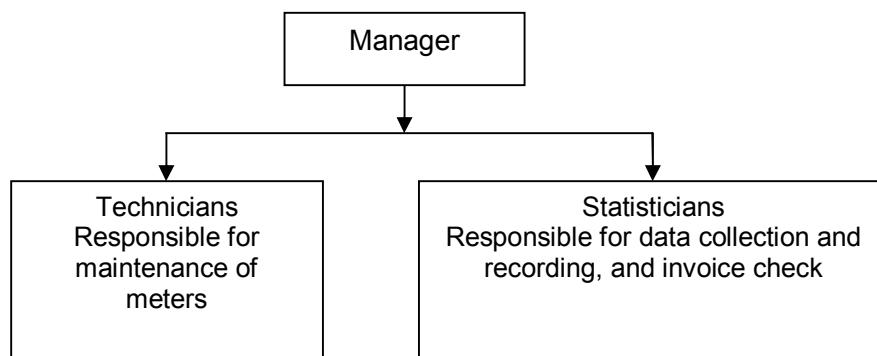 Manager
Technicians
Responsible for
maintenance of
meters
Statisticians
Responsible for data collection and
recording, and invoice check